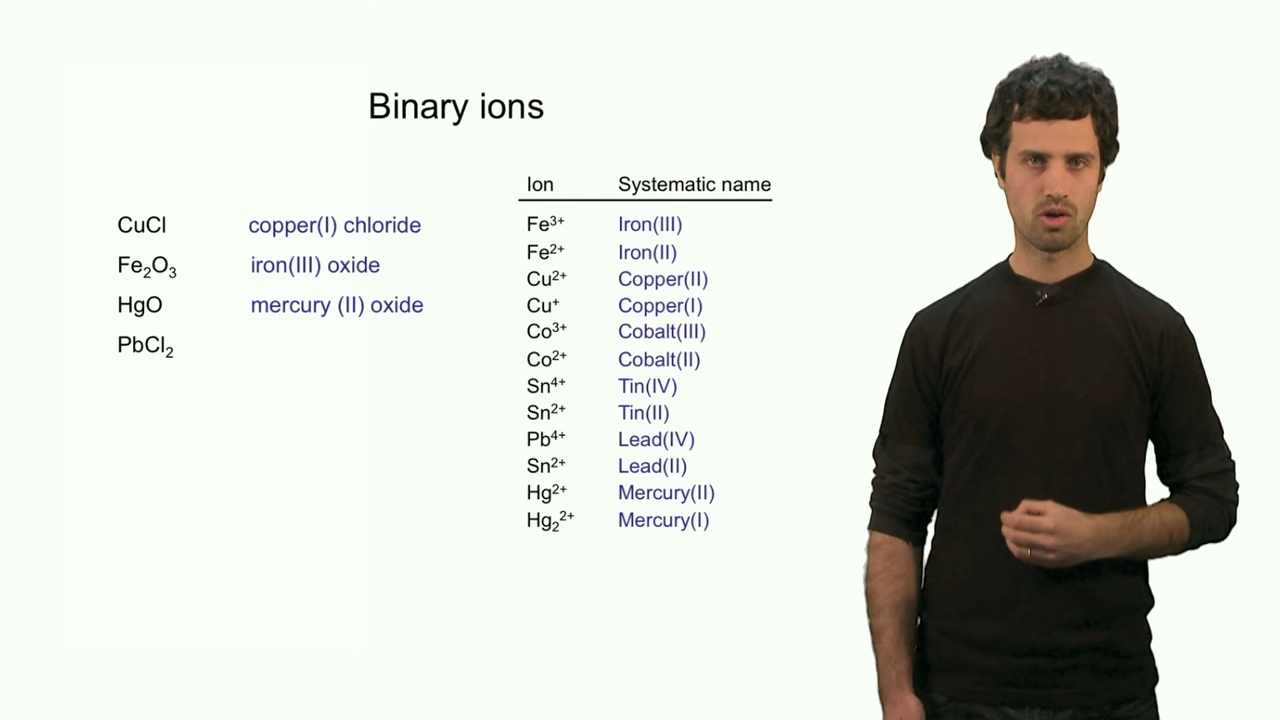 Binary ions
CuCl copper(I) chloride
Fe₂O₃ iron(III) oxide
HgO mercury (II) oxide
PbCl₂
Ion Systematic name
Fe³⁺ Iron(III)
Fe²⁺ Iron(II)
Cu²⁺ Copper(II)
Cu⁺ Copper(I)
Co³⁺ Cobalt(III)
Co²⁺ Cobalt(II)
Sn⁴⁺ Tin(IV)
Sn²⁺ Tin(II)
Pb⁴⁺ Lead(IV)
Sn²⁺ Lead(II)
Hg²⁺ Mercury(II)
Hg₂²⁺ Mercury(I)